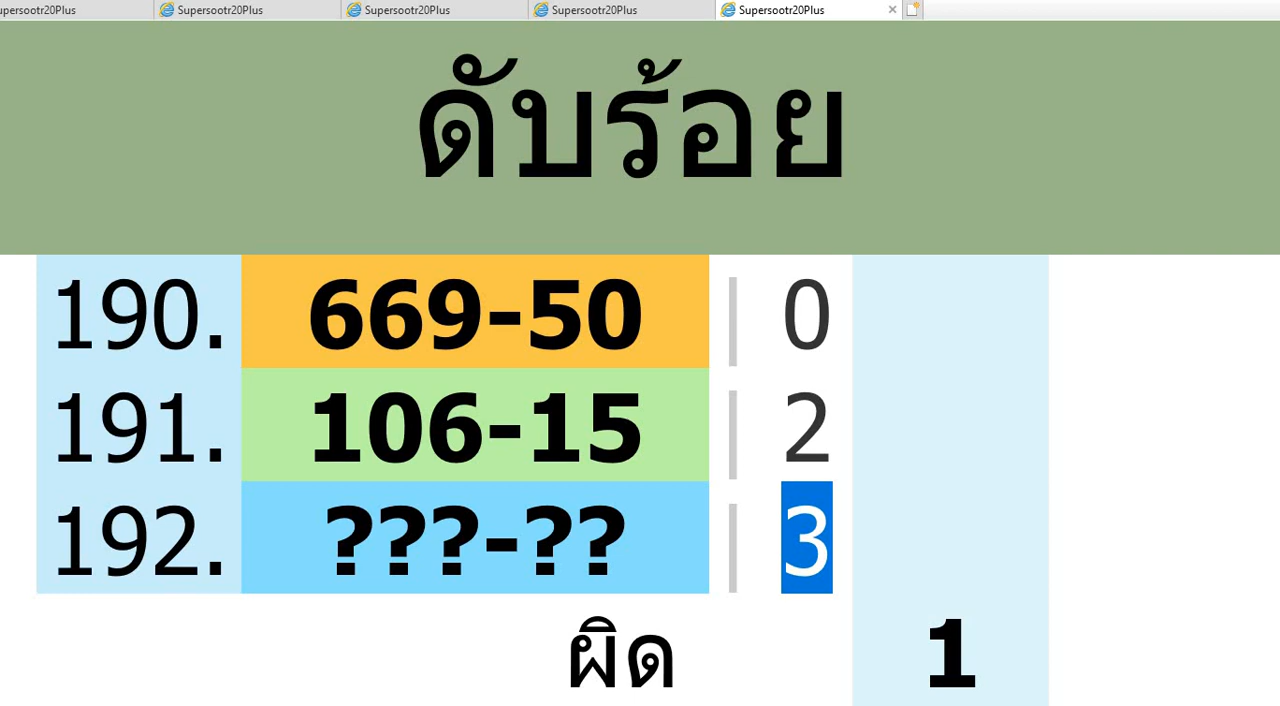 persootr20Plus Supersootr20Plus Supersootr20Plus Supersootr20Plus Supersootr20Plus
ดับร้อย
190. 669-50 | 0
191. 106-15 | 2
192. ???-?? | 3
ผิด 1